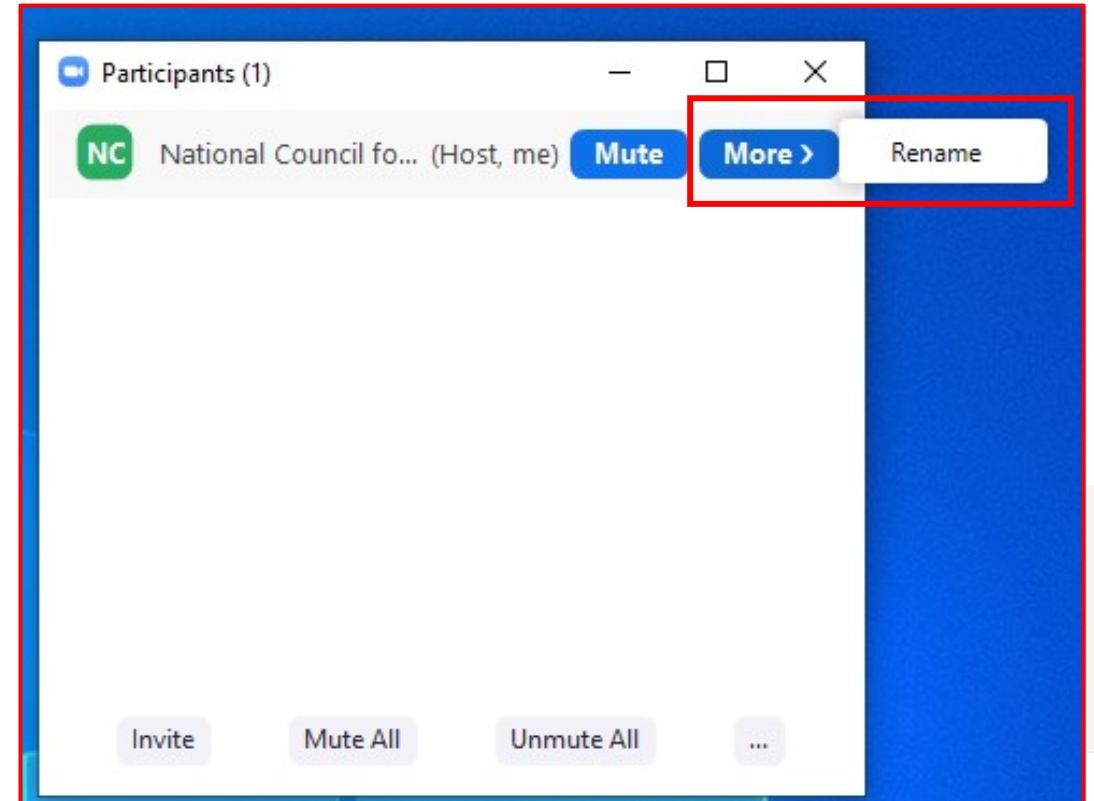 Participants (1)
NC National Council fo... (Host, me) Mute More > Rename
Invite Mute All Unmute All ...